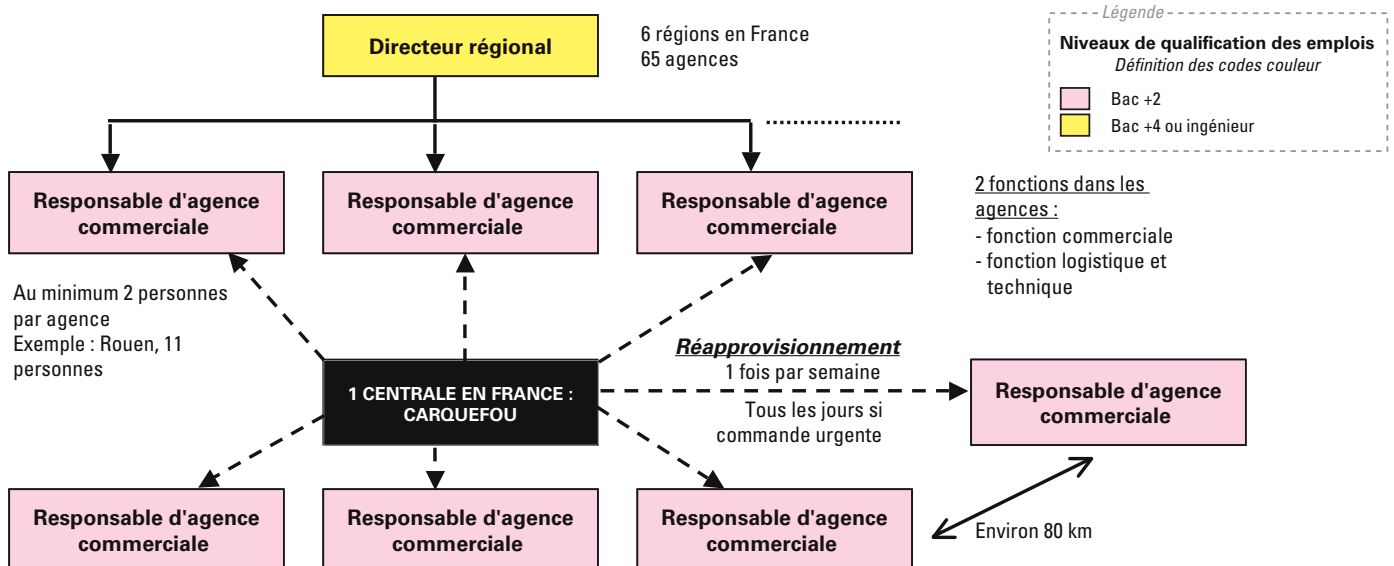 Directeur régional
6 régions en France
65 agences
Légende
Niveaux de qualification des emplois
Définition des codes couleur
Bac +2
Bac +4 ou ingénieur
Responsable d'agence
commerciale
Responsable d'agence
commerciale
Responsable d'agence
commerciale
2 fonctions dans les
agences :
- fonction commerciale
- fonction logistique et
technique
Au minimum 2 personnes
par agence
Exemple : Rouen, 11
personnes
1 CENTRALE EN FRANCE :
CARQUEFOU
Réapprovisionnement
1 fois par semaine
Tous les jours si
commande urgente
Responsable d'agence
commerciale
Responsable d'agence
commerciale
Responsable d'agence
commerciale
Responsable d'agence
commerciale
Environ 80 km